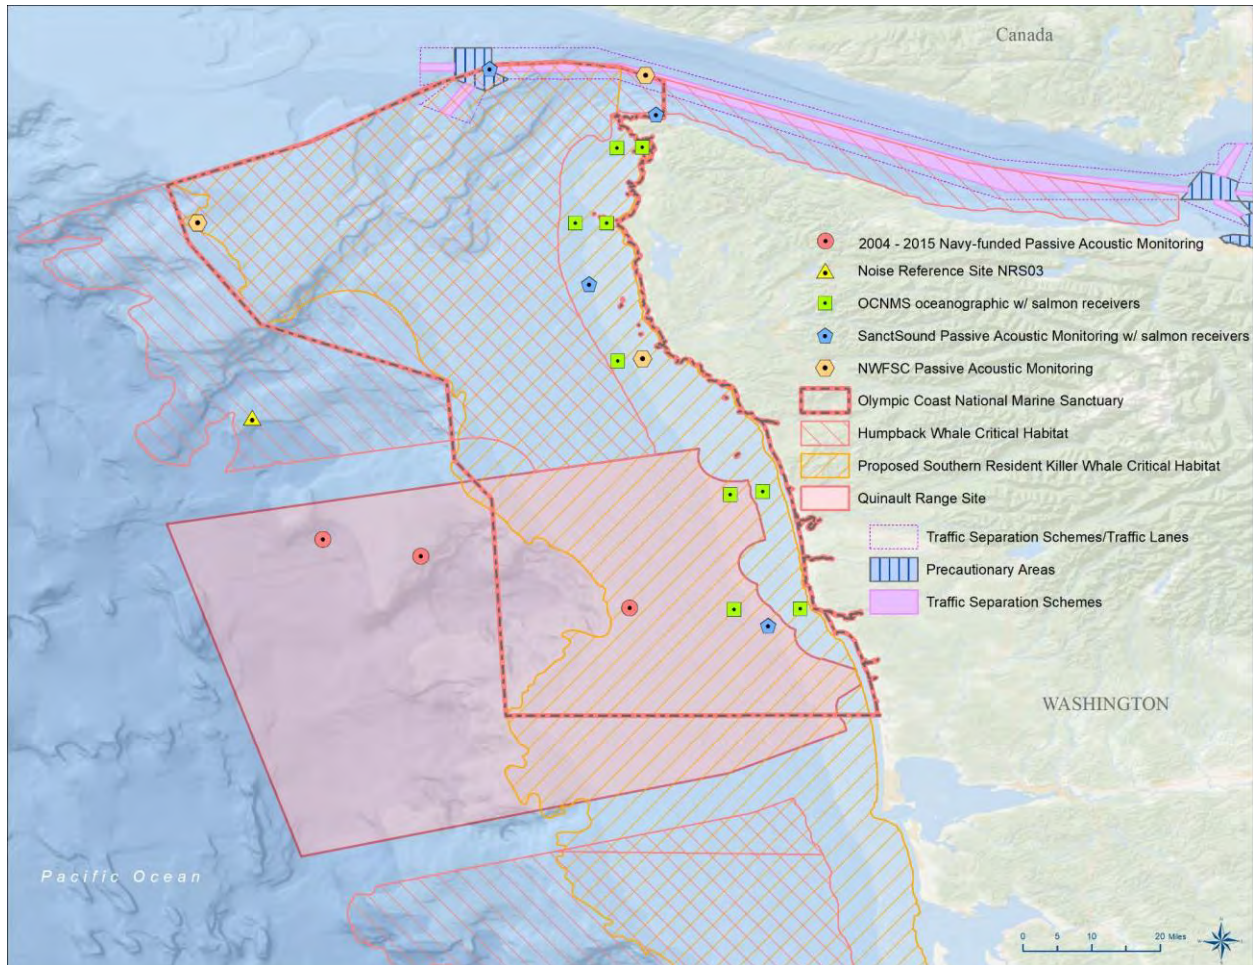 Canada
2004 - 2015 Navy-funded Passive Acoustic Monitoring
Noise Reference Site NRS03
OCNMS oceanographic w/ salmon receivers
SanctSound Passive Acoustic Monitoring w/ salmon receivers
NWFSC Passive Acoustic Monitoring
Olympic Coast National Marine Sanctuary
Humpback Whale Critical Habitat
Proposed Southern Resident Killer Whale Critical Habitat
Quinault Range Site
Traffic Separation Schemes/Traffic Lanes
Precautionary Areas
Traffic Separation Schemes
WASHINGTON
Pacific Ocean
0 5 10 20 Miles